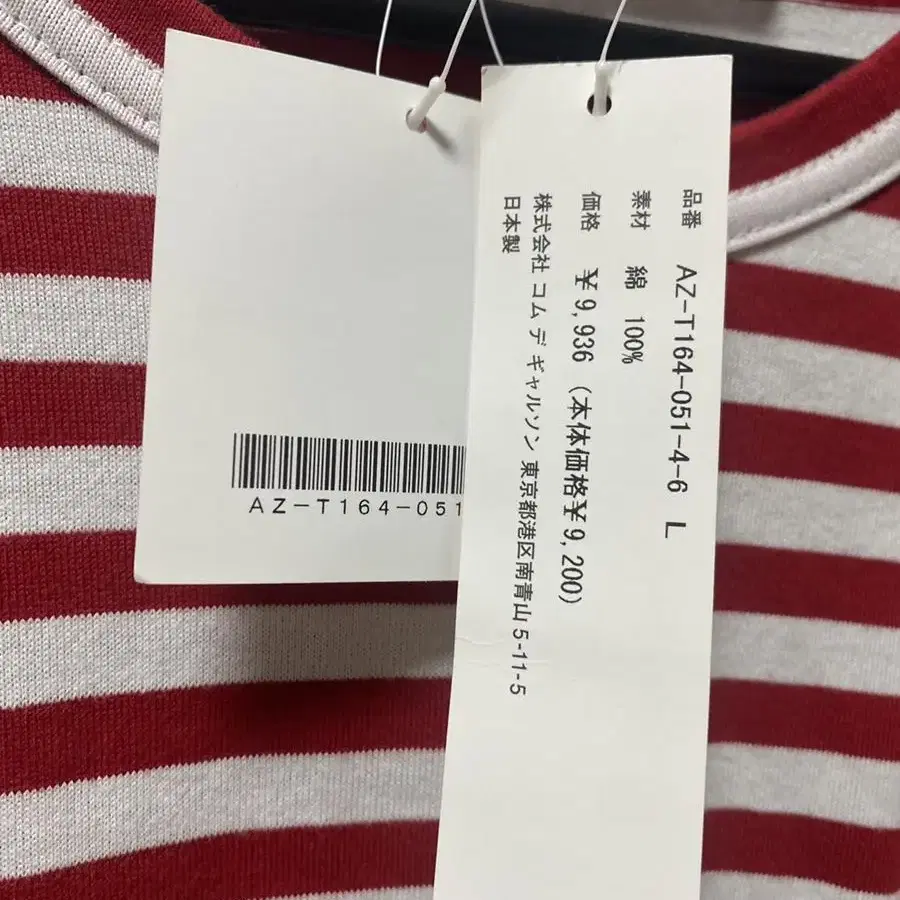 AZ-T164-051
品番 AZ-T164-051-4-6 L
素材 綿 100%
価格 ¥9,936 (本体価格¥9,200)
株式会社 コム デ ギャルソン 東京都港区南青山5-11-5
日本製